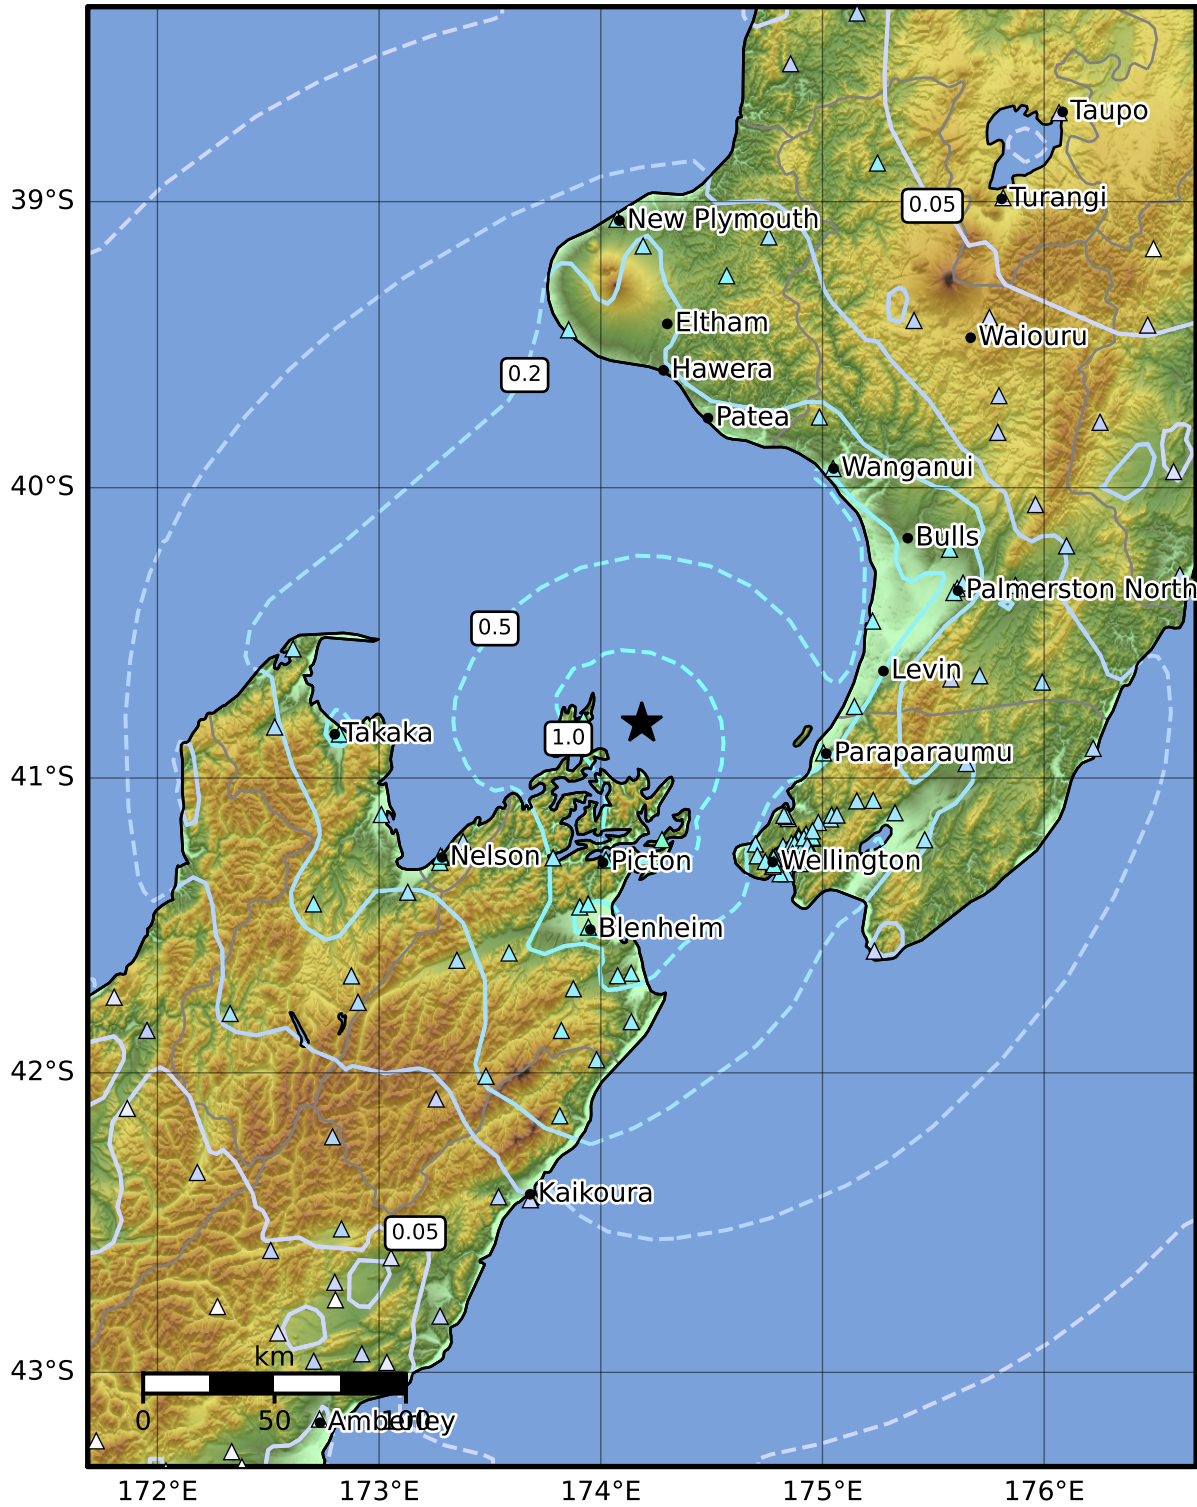 Taupo
39°S
0.05
Turangi
New Plymouth
Eltham
Waiouru
0.2
Hawera
Patea
Wanganui
40°S
Bulls
Palmerston North
0.5
Levin
Takaka
1.0
Paraparaumu
41°S
Nelson
Picton
Wellington
Blenheim
42°S
Kaikoura
0.05
km
43°S
0
50
100
Amberley
172°E
173°E
174°E
175°E
176°E